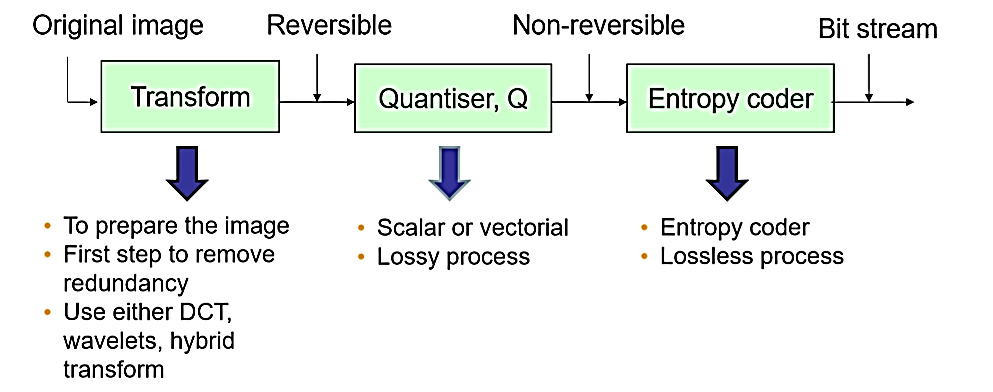 Original image
Reversible
Non-reversible
Bit stream
Transform
Quantiser, Q
Entropy coder
• To prepare the image
• First step to remove
redundancy
• Use either DCT,
wavelets, hybrid
transform
• Scalar or vectorial
• Lossy process
• Entropy coder
• Lossless process